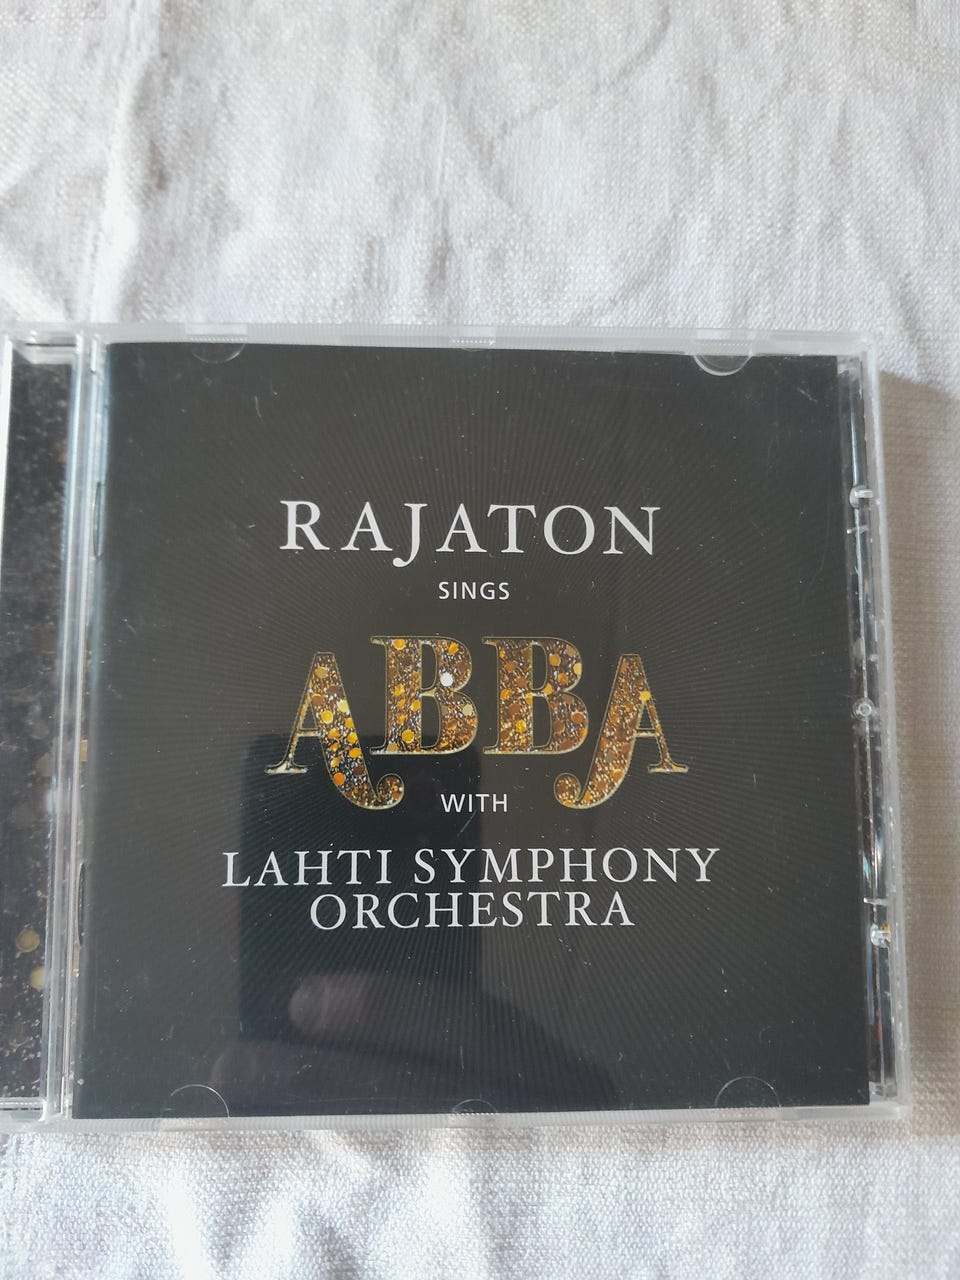 RAJATON
SINGS
ABBA
WITH
LAHTI SYMPHONY
ORCHESTRA